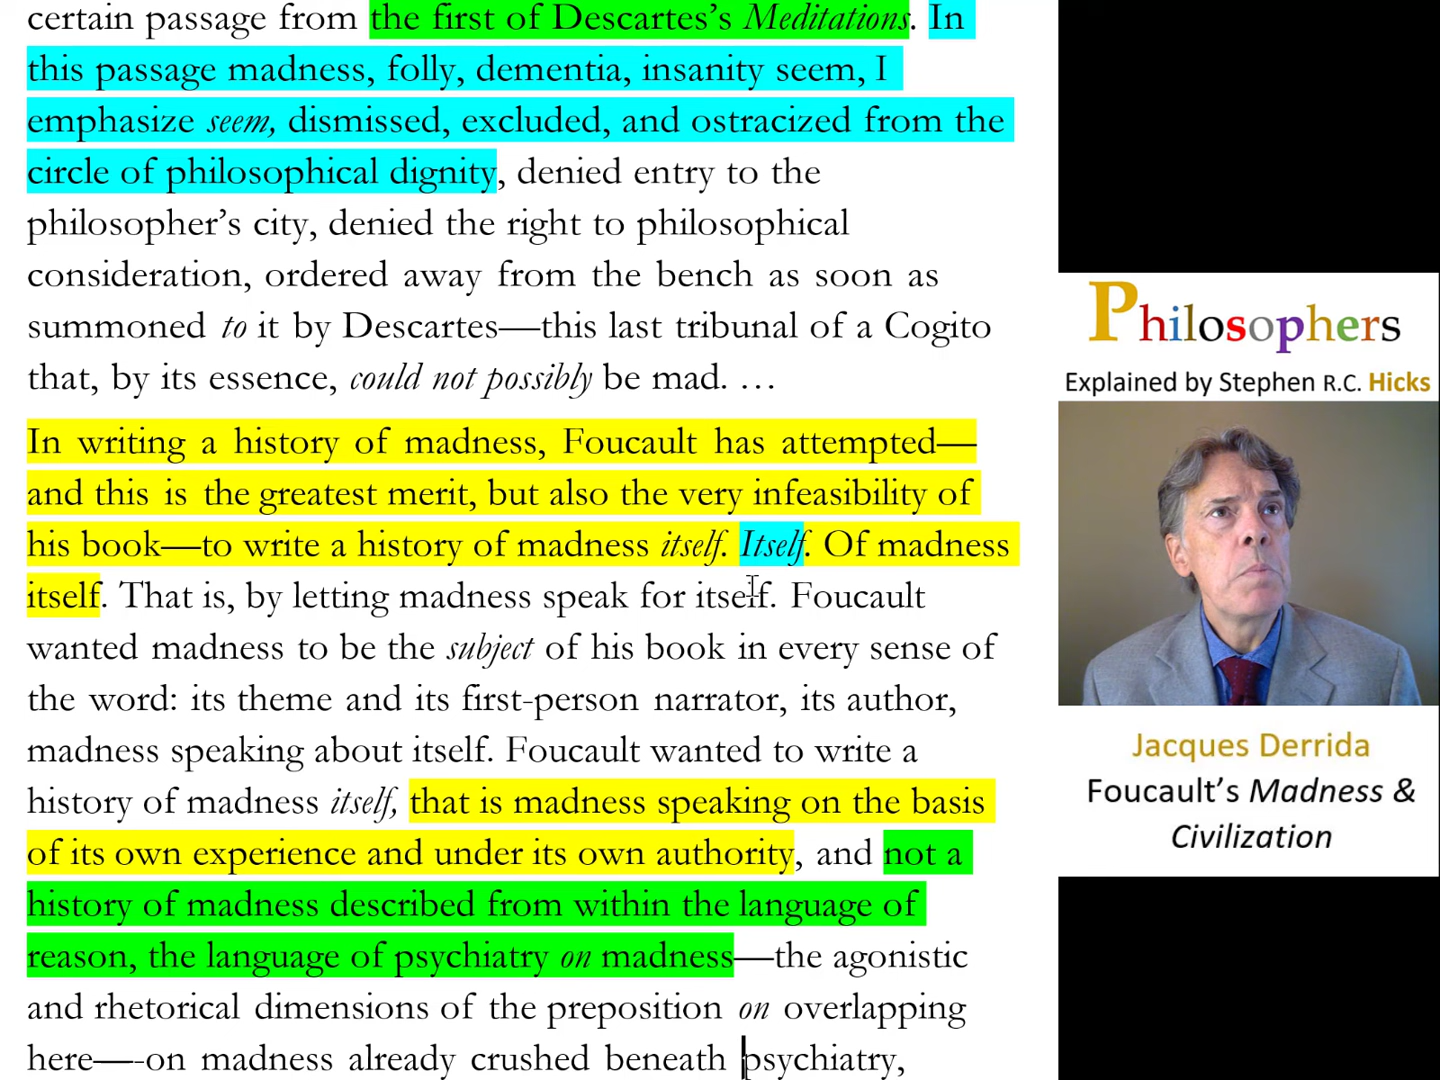 certain passage from the first of Descartes’s Meditations. In
this passage madness, folly, dementia, insanity seem, I
emphasize seem, dismissed, excluded, and ostracized from the
circle of philosophical dignity, denied entry to the
philosopher’s city, denied the right to philosophical
consideration, ordered away from the bench as soon as
summoned to it by Descartes—this last tribunal of a Cogito
that, by its essence, could not possibly be mad. …
In writing a history of madness, Foucault has attempted—
and this is the greatest merit, but also the very infeasibility of
his book—to write a history of madness itself. Itself. Of madness
itself. That is, by letting madness speak for itself. Foucault
wanted madness to be the subject of his book in every sense of
the word: its theme and its first-person narrator, its author,
madness speaking about itself. Foucault wanted to write a
history of madness itself, that is madness speaking on the basis
of its own experience and under its own authority, and not a
history of madness described from within the language of
reason, the language of psychiatry on madness—the agonistic
and rhetorical dimensions of the preposition on overlapping
here—-on madness already crushed beneath psychiatry,
Philosophers
Explained by Stephen R.C. Hicks
Jacques Derrida
Foucault’s Madness &
Civilization